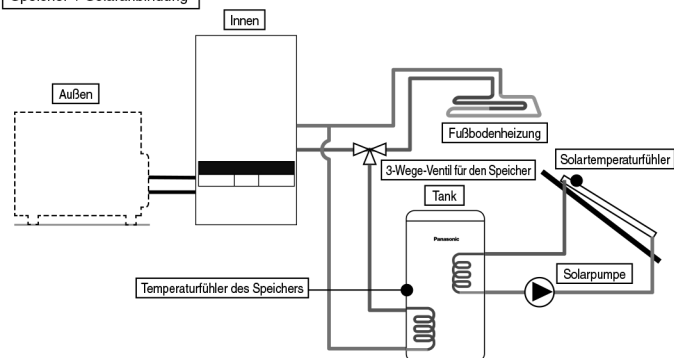 Speicher + Solaranbindung
Innen
Außen
Fußbodenheizung
Solartemperaturfühler
3-Wege-Ventil für den Speicher
Tank
Panasonic
Solarpumpe
Temperaturfühler des Speichers